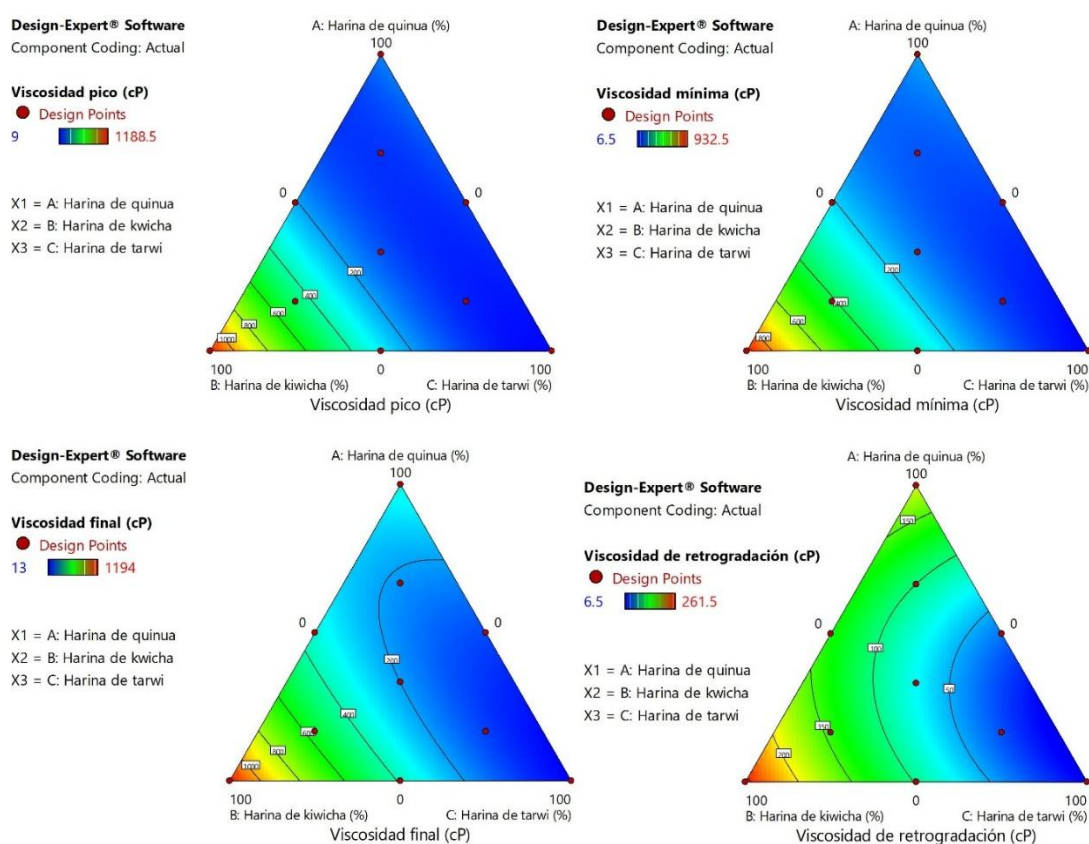 Design-Expert® Software
Component Coding: Actual
Viscosidad pico (cP)
Design Points
9 1188.5
X1 = A: Harina de quinua
X2 = B: Harina de kwicha
X3 = C: Harina de tarwi
A: Harina de quinua (%)
100
0 0
200
400
600
800
1000
100 0 100
B: Harina de kiwicha (%) C: Harina de tarwi (%)
Viscosidad pico (cP)
Design-Expert® Software
Component Coding: Actual
Viscosidad mínima (cP)
Design Points
6.5 932.5
X1 = A: Harina de quinua
X2 = B: Harina de kwicha
X3 = C: Harina de tarwi
A: Harina de quinua (%)
100
0 0
200
400
600
800
100 0 100
B: Harina de kiwicha (%) C: Harina de tarwi (%)
Viscosidad mínima (cP)
Design-Expert® Software
Component Coding: Actual
Viscosidad final (cP)
Design Points
13 1194
X1 = A: Harina de quinua
X2 = B: Harina de kwicha
X3 = C: Harina de tarwi
A: Harina de quinua (%)
100
0 0
200
400
600
800
1000
100 0 100
B: Harina de kiwicha (%) C: Harina de tarwi (%)
Viscosidad final (cP)
Design-Expert® Software
Component Coding: Actual
Viscosidad de retrogradación (cP)
Design Points
6.5 261.5
X1 = A: Harina de quinua
X2 = B: Harina de kwicha
X3 = C: Harina de tarwi
A: Harina de quinua (%)
100
150
0 0
100
50
150
200
100 0 100
B: Harina de kiwicha (%) C: Harina de tarwi (%)
Viscosidad de retrogradación (cP)